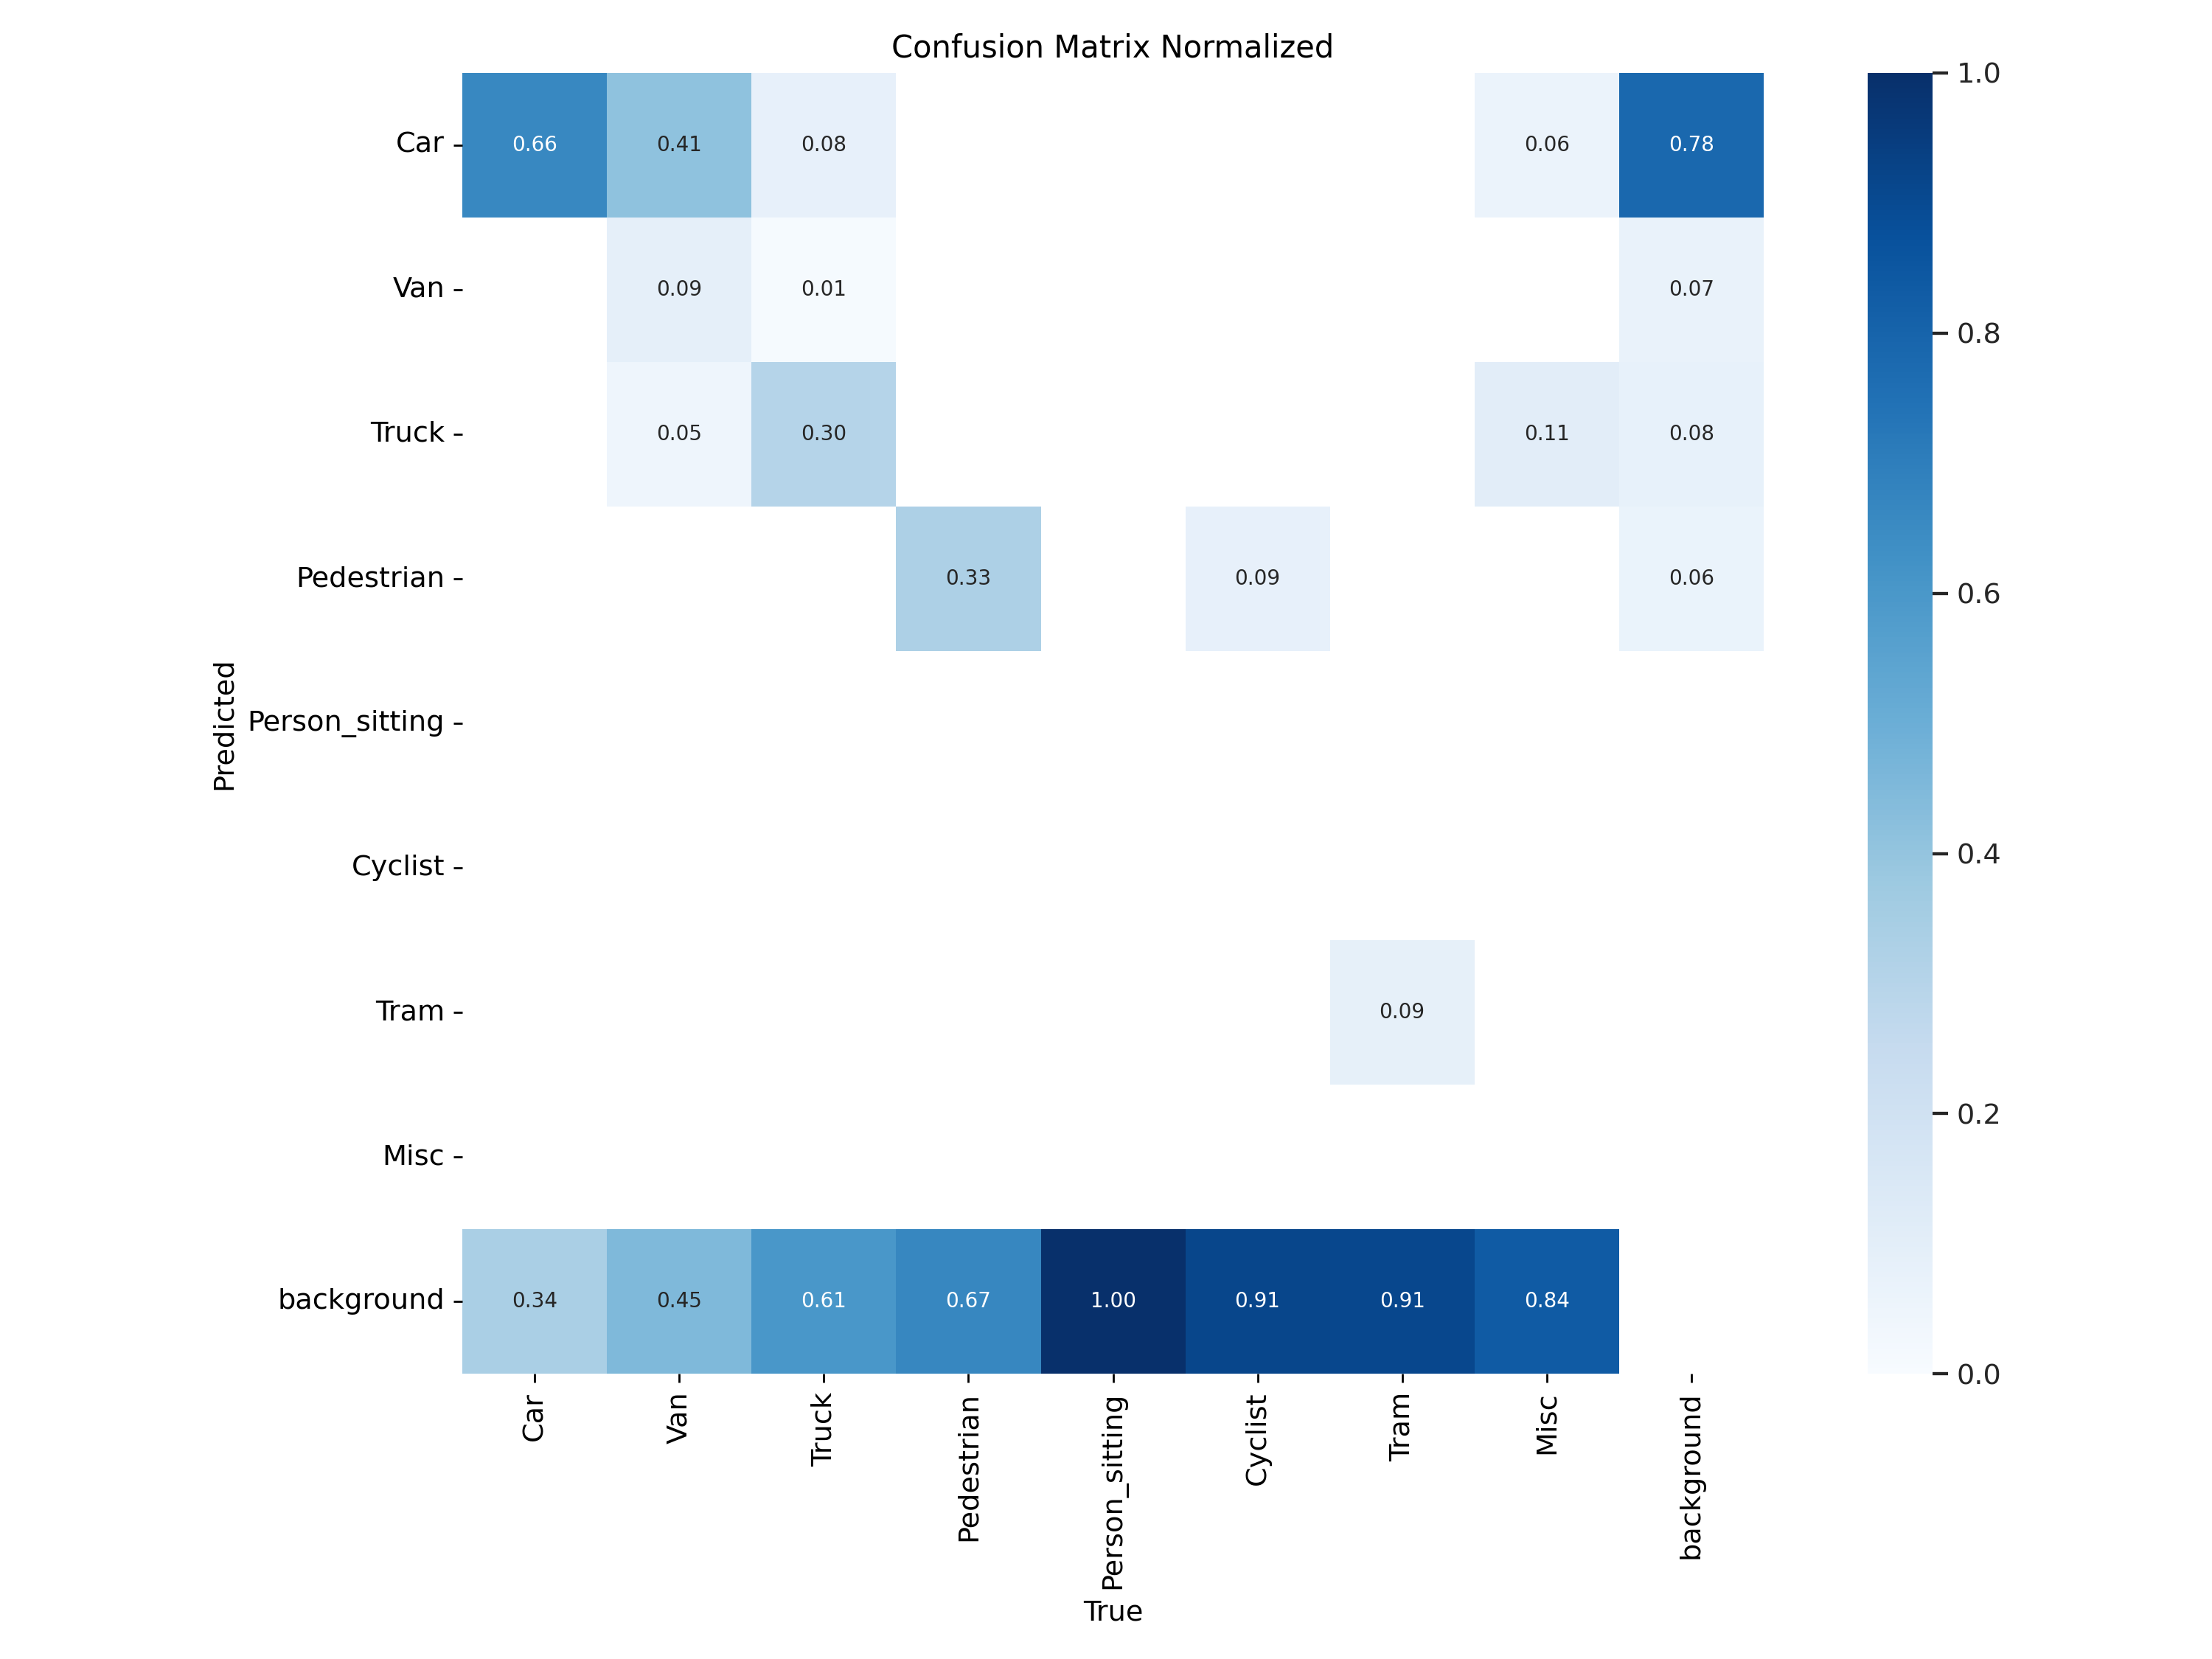 Confusion Matrix Normalized
Car 0.66 0.41 0.08 0.06 0.78
Van 0.09 0.01 0.07
Truck 0.05 0.30 0.11 0.08
Pedestrian 0.33 0.09 0.06
Person_sitting
Cyclist
Tram 0.09
Misc
background 0.34 0.45 0.61 0.67 1.00 0.91 0.91 0.84
Predicted
Car Van Truck Pedestrian Person_sitting Cyclist Tram Misc background
True
1.0
0.8
0.6
0.4
0.2
0.0